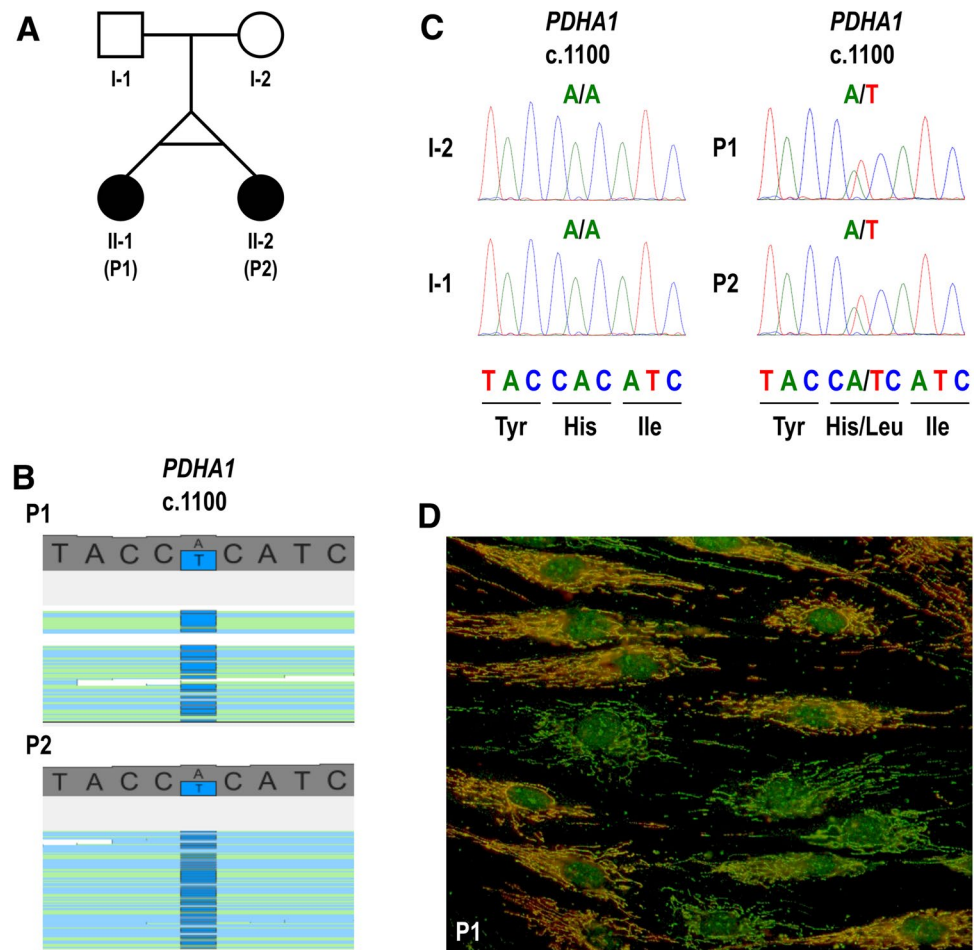 A
I-1
I-2
II-1
(P1)
II-2
(P2)
B
PDHA1
c.1100
P1
A
T A C C T C A T C
P2
A
T A C C T C A T C
C
PDHA1
c.1100
A/A
I-2
A/A
I-1
T A C C A C A T C
Tyr His Ile
PDHA1
c.1100
A/T
P1
A/T
P2
T A C C A/T C A T C
Tyr His/Leu Ile
D
P1